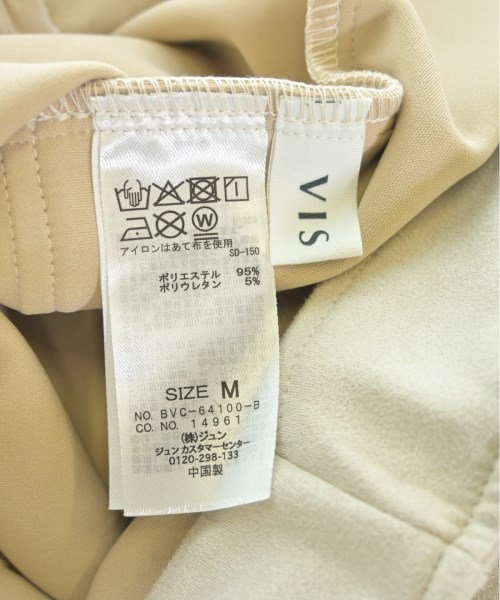 アイロンはあて布を使用
SD-150
ポリエステル 95%
ポリウレタン 5%
SIZE M
NO. BVC-64100-B
CO. NO. 14961
(株)ジュン
ジュンカスタマーセンター
0120-298-133
中国製
VIS